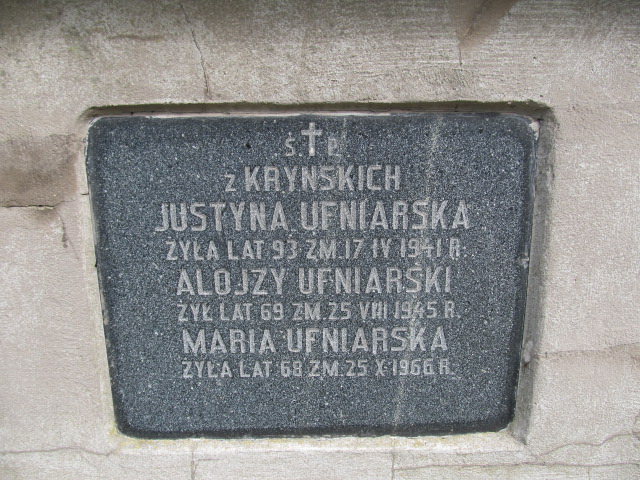 Ś. P.
z KRYŃSKICH
JUSTYNA UFNIARSKA
ŻYŁA LAT 93 ZM. 17 IV 1941 R.
ALOJZY UFNIARSKI
ŻYŁ LAT 69 ZM. 25 VIII 1945 R.
MARIA UFNIARSKA
ŻYŁA LAT 68 ZM. 25 X 1966 R.